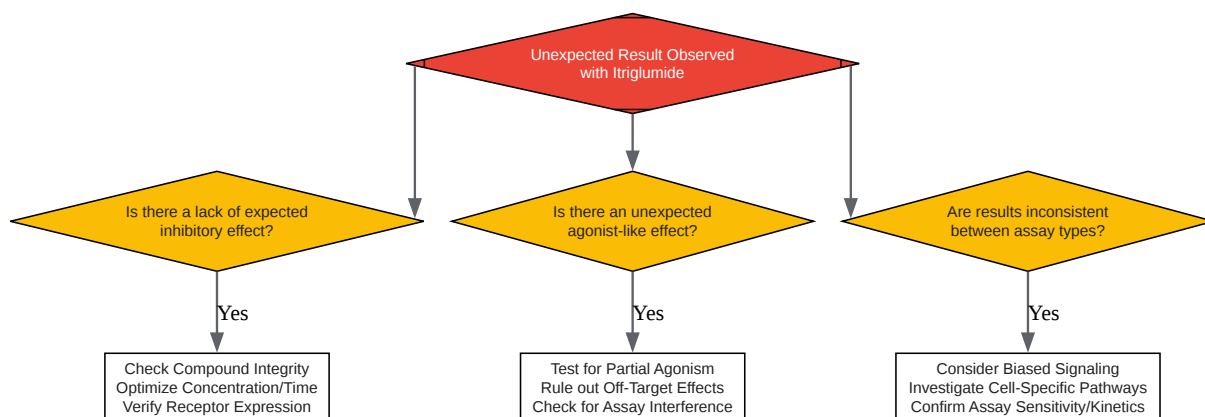 Unexpected Result Observed
with Itriglumide
Is there a lack of expected
inhibitory effect?
Is there an unexpected
agonist-like effect?
Are results inconsistent
between assay types?
Yes
Yes
Yes
Check Compound Integrity
Optimize Concentration/Time
Verify Receptor Expression
Test for Partial Agonism
Rule out Off-Target Effects
Check for Assay Interference
Consider Biased Signaling
Investigate Cell-Specific Pathways
Confirm Assay Sensitivity/Kinetics